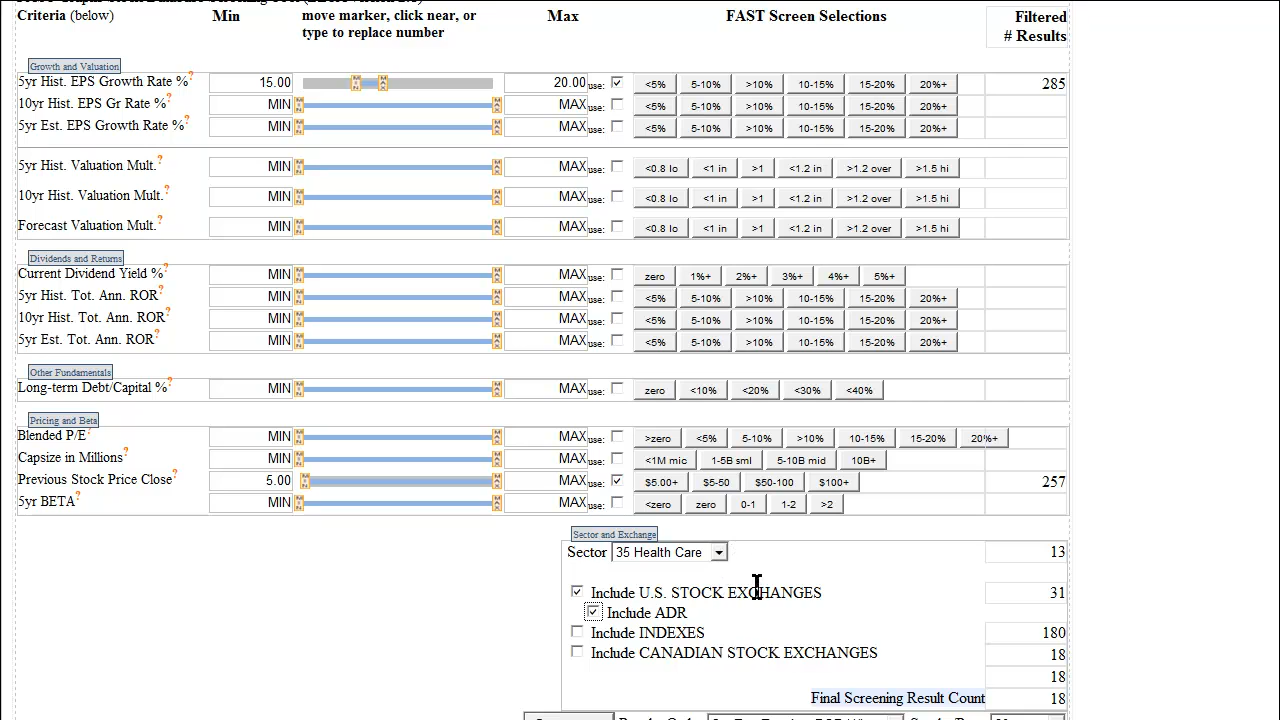 Criteria (below) Min move marker, click near, or type to replace number Max FAST Screen Selections Filtered # Results
Growth and Valuation
5yr Hist. EPS Growth Rate %? 15.00 20.00 use: <5% 5-10% >10% 10-15% 15-20% 20%+ 285
10yr Hist. EPS Gr Rate %? MIN MAX use: <5% 5-10% >10% 10-15% 15-20% 20%+
5yr Est. EPS Growth Rate %? MIN MAX use: <5% 5-10% >10% 10-15% 15-20% 20%+
5yr Hist. Valuation Mult.? MIN MAX use: <0.8 lo <1 in >1 <1.2 in >1.2 over >1.5 hi
10yr Hist. Valuation Mult.? MIN MAX use: <0.8 lo <1 in >1 <1.2 in >1.2 over >1.5 hi
Forecast Valuation Mult.? MIN MAX use: <0.8 lo <1 in >1 <1.2 in >1.2 over >1.5 hi
Dividends and Returns
Current Dividend Yield %? MIN MAX use: zero 1%+ 2%+ 3%+ 4%+ 5%+
5yr Hist. Tot. Ann. ROR? MIN MAX use: <5% 5-10% >10% 10-15% 15-20% 20%+
10yr Hist. Tot. Ann. ROR? MIN MAX use: <5% 5-10% >10% 10-15% 15-20% 20%+
5yr Est. Tot. Ann. ROR? MIN MAX use: <5% 5-10% >10% 10-15% 15-20% 20%+
Other Fundamentals
Long-term Debt/Capital %? MIN MAX use: zero <10% <20% <30% <40%
Pricing and Beta
Blended P/E? MIN MAX use: >zero <5% 5-10% >10% 10-15% 15-20% 20%+
Capsize in Millions? MIN MAX use: <1M mic 1-5B sml 5-10B mid 10B+
Previous Stock Price Close? 5.00 MAX use: $5.00+ $5-50 $50-100 $100+ 257
5yr BETA? MIN MAX use: <zero zero 0-1 1-2 >2
Sector and Exchange
Sector 35 Health Care 13
Include U.S. STOCK EXCHANGES 31
Include ADR
Include INDEXES 180
Include CANADIAN STOCK EXCHANGES 18
18
Final Screening Result Count 18